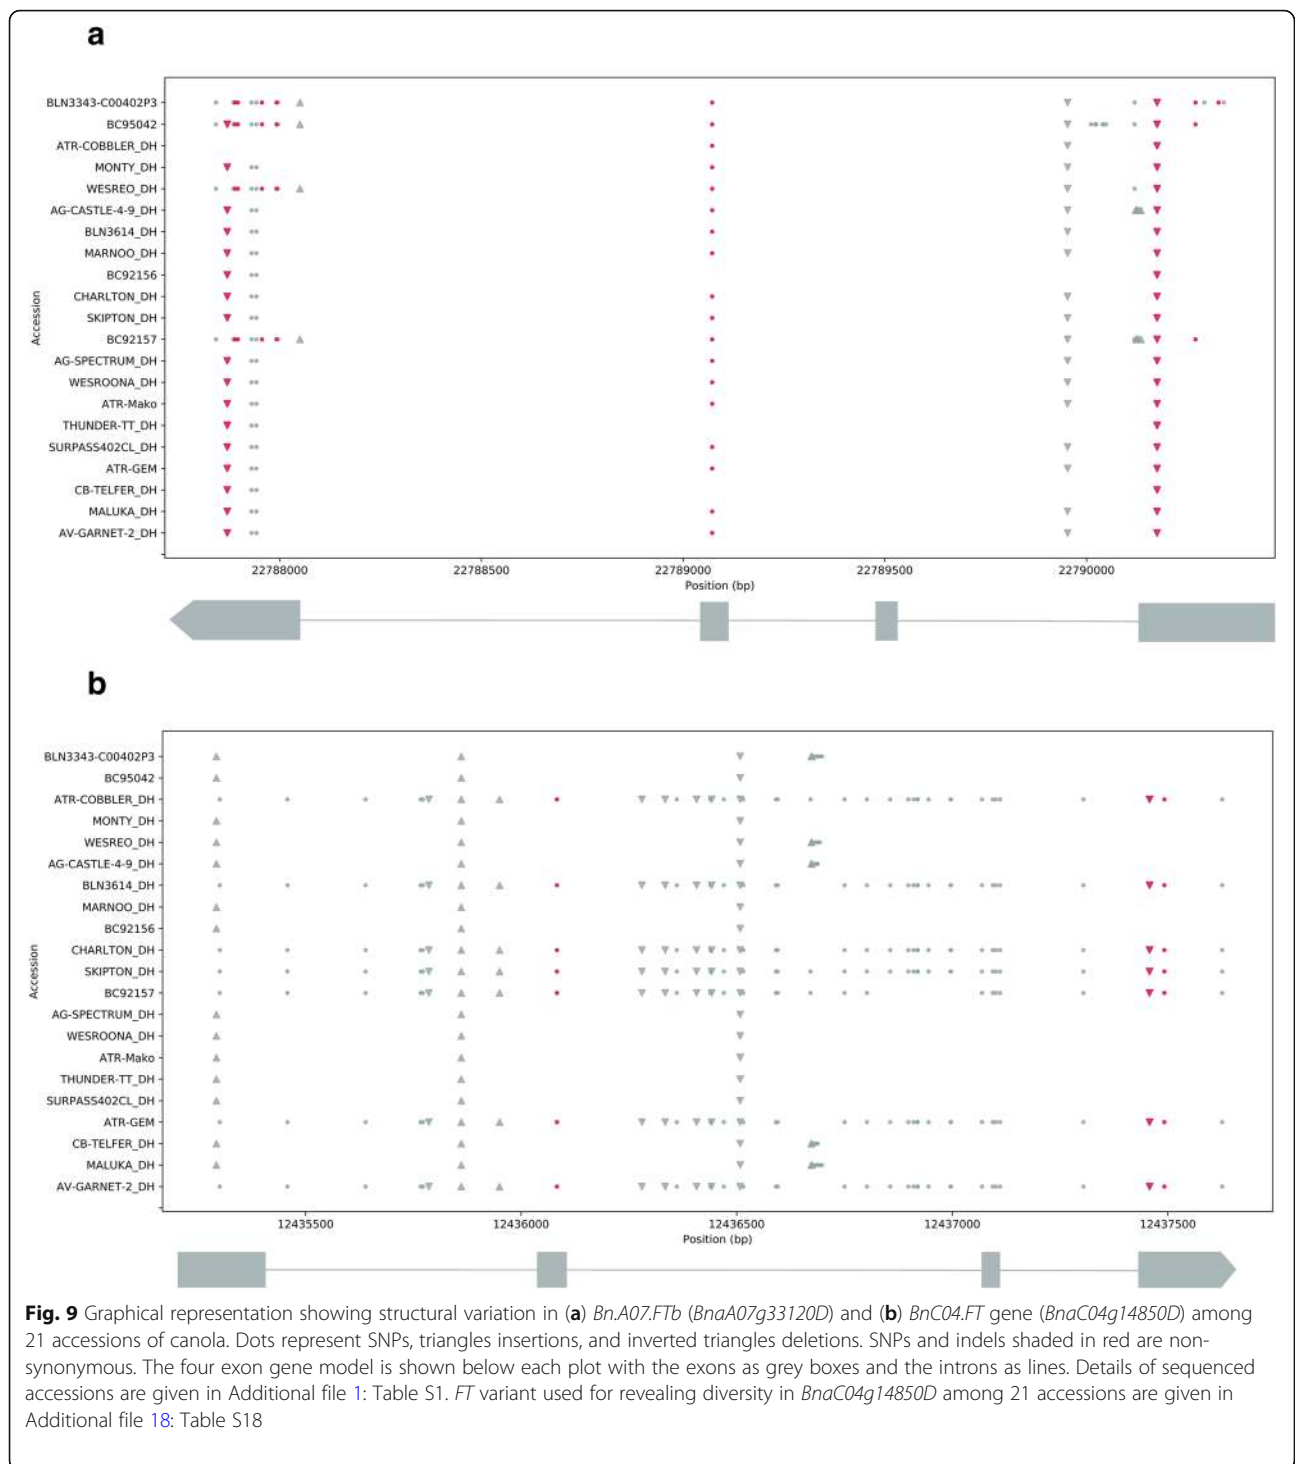 a
BLN3343-C00402P3
BC95042
ATR-COBBLER_DH
MONTY_DH
WESREO_DH
AG-CASTLE-4-9_DH
BLN3614_DH
MARNOO_DH
BC92156
CHARLTON_DH
SKIPTON_DH
BC92157
AG-SPECTRUM_DH
WESROONA_DH
ATR-Mako
THUNDER-TT_DH
SURPASS402CL_DH
ATR-GEM
CB-TELFER_DH
MALUKA_DH
AV-GARNET-2_DH
Accession
22788000 22788500 22789000 22789500 22790000
Position (bp)
b
BLN3343-C00402P3
BC95042
ATR-COBBLER_DH
MONTY_DH
WESREO_DH
AG-CASTLE-4-9_DH
BLN3614_DH
MARNOO_DH
BC92156
CHARLTON_DH
SKIPTON_DH
BC92157
AG-SPECTRUM_DH
WESROONA_DH
ATR-Mako
THUNDER-TT_DH
SURPASS402CL_DH
ATR-GEM
CB-TELFER_DH
MALUKA_DH
AV-GARNET-2_DH
Accession
12435500 12436000 12436500 12437000 12437500
Position (bp)
Fig. 9 Graphical representation showing structural variation in (a) Bn.A07.FTb (BnaA07g33120D) and (b) BnC04.FT gene (BnaC04g14850D) among
21 accessions of canola. Dots represent SNPs, triangles insertions, and inverted triangles deletions. SNPs and indels shaded in red are non-
synonymous. The four exon gene model is shown below each plot with the exons as grey boxes and the introns as lines. Details of sequenced
accessions are given in Additional file 1: Table S1. FT variant used for revealing diversity in BnaC04g14850D among 21 accessions are given in
Additional file 18: Table S18